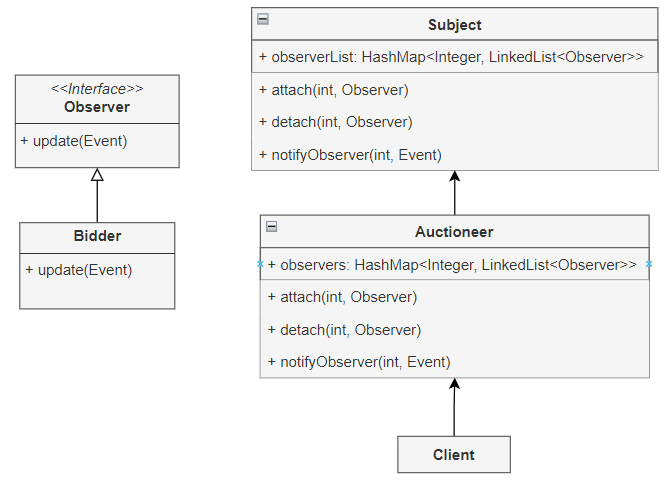 <<Interface>>
Observer
+ update(Event)
Bidder
+ update(Event)
Subject
+ observerList: HashMap<Integer, LinkedList<Observer>>
+ attach(int, Observer)
+ detach(int, Observer)
+ notifyObserver(int, Event)
Auctioneer
+ observers: HashMap<Integer, LinkedList<Observer>>
+ attach(int, Observer)
+ detach(int, Observer)
+ notifyObserver(int, Event)
Client